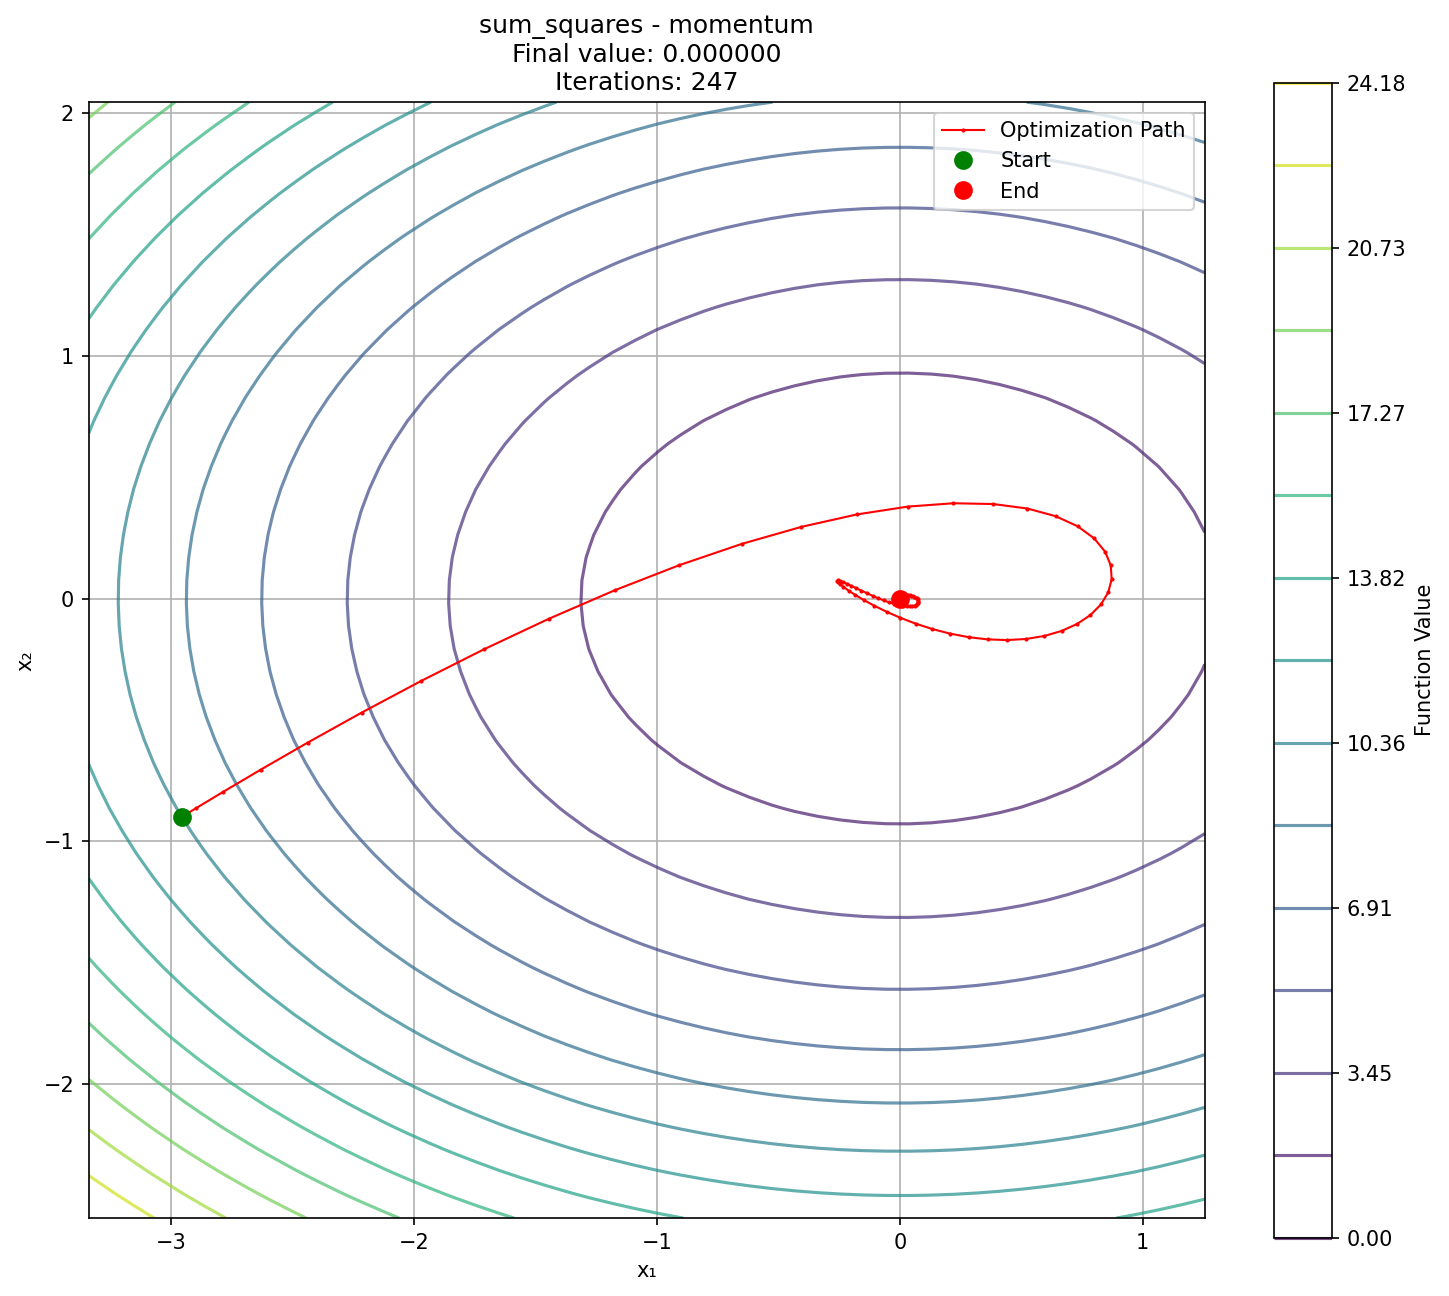 sum_squares - momentum
Final value: 0.000000
Iterations: 247
Optimization Path
Start
End
2
1
0
−1
−2
x₂
−3
−2
−1
0
1
x₁
24.18
20.73
17.27
13.82
10.36
6.91
3.45
0.00
Function Value